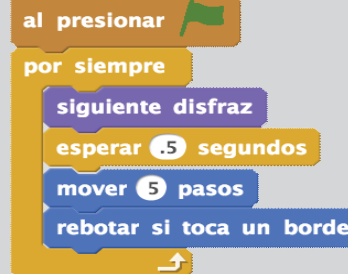 al presionar
por siempre
siguiente disfraz
esperar .5 segundos
mover 5 pasos
rebotar si toca un borde